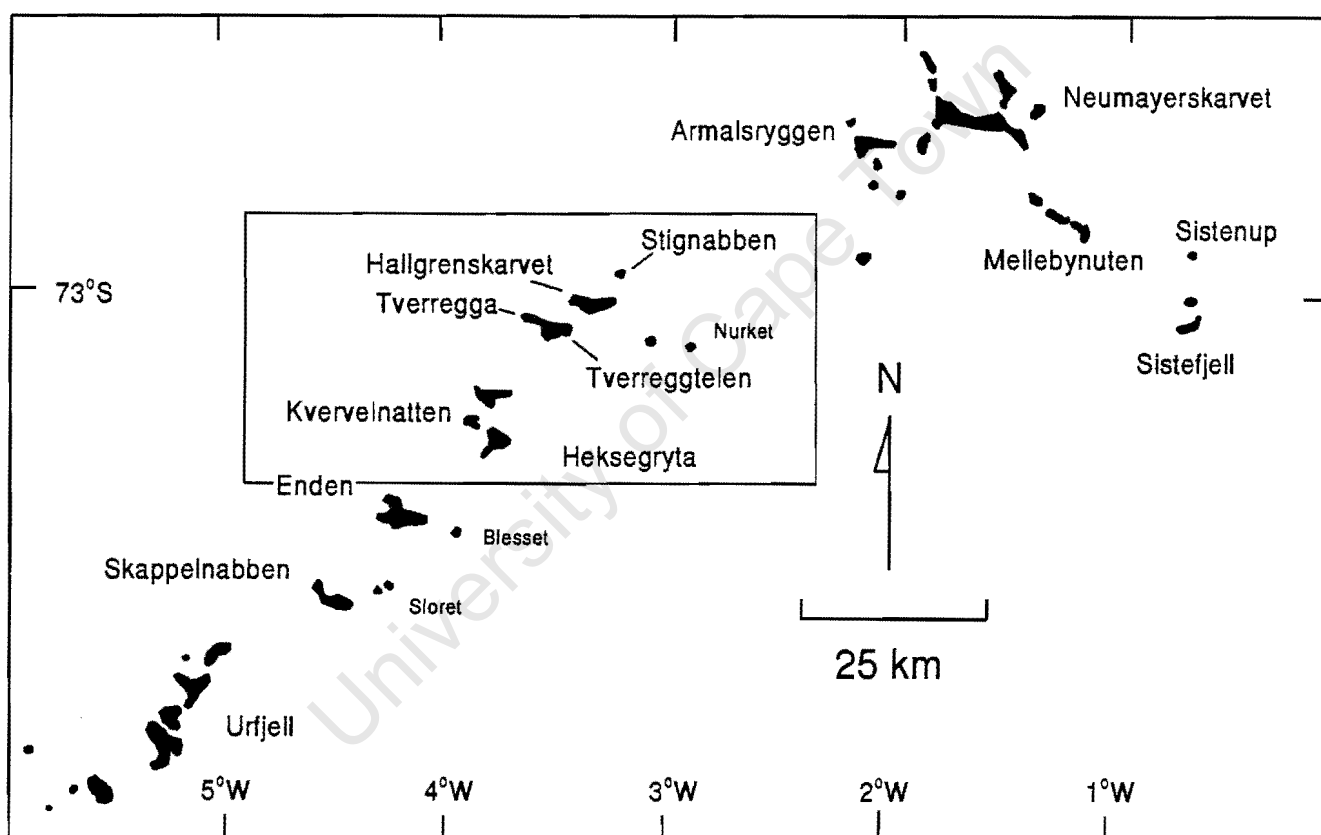 Neumayerskarvet
Armalsryggen
Stignabben
Sistenup
Hallgrenskarvet
Mellebynuten
73°S
Tverregga
Nurket
Sistefjell
Tverreggtelen
N
Kvervelnatten
Heksegryta
Enden
Blesset
Skappelnabben
Sloret
25 km
Urfjell
5°W 4°W 3°W 2°W 1°W
University of Cape Town